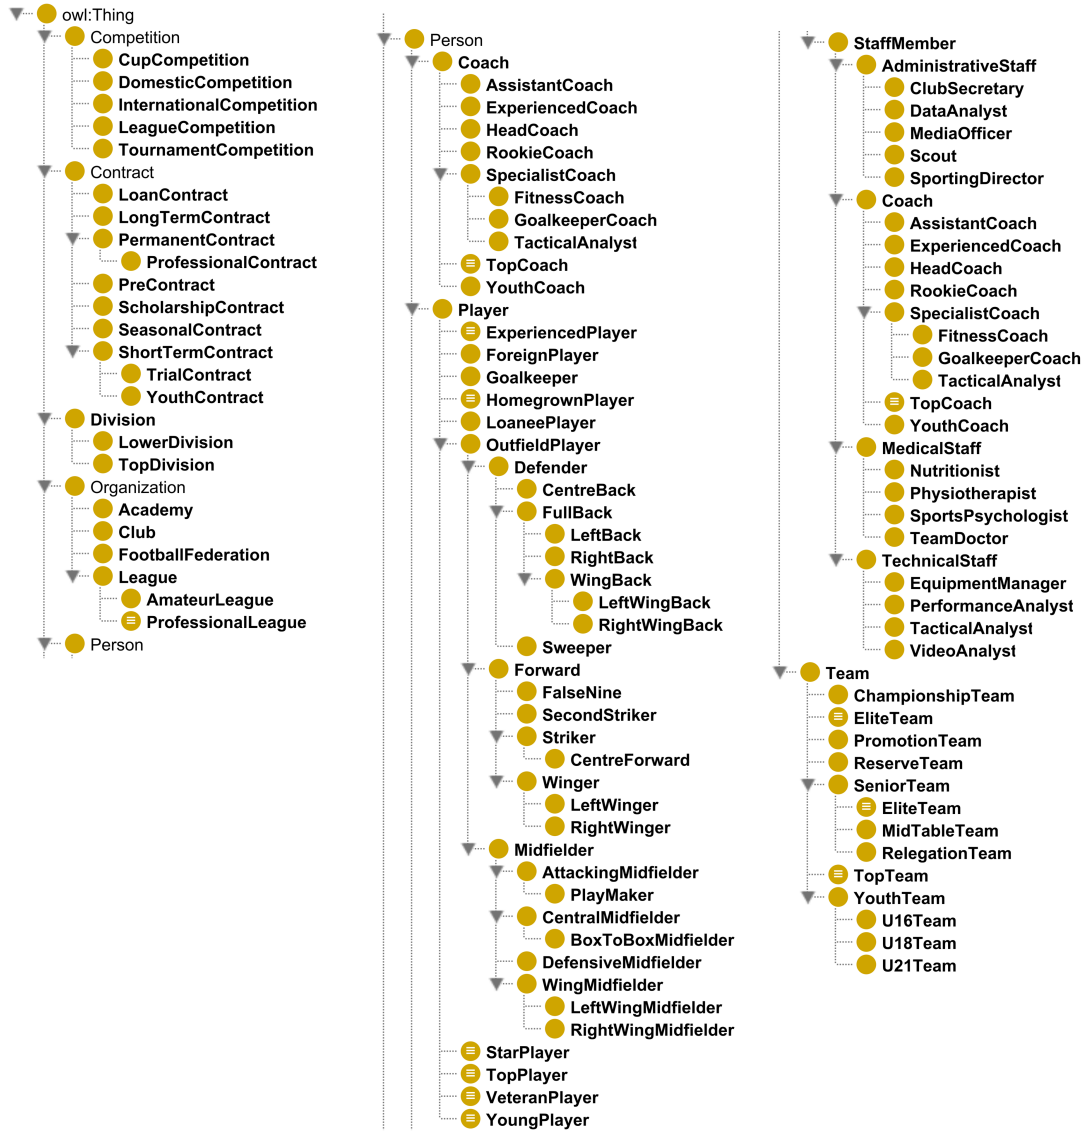 owl:Thing
Competition
CupCompetition
DomesticCompetition
InternationalCompetition
LeagueCompetition
TournamentCompetition
Contract
LoanContract
LongTermContract
PermanentContract
ProfessionalContract
PreContract
ScholarshipContract
SeasonalContract
ShortTermContract
TrialContract
YouthContract
Division
LowerDivision
TopDivision
Organization
Academy
Club
FootballFederation
League
AmateurLeague
ProfessionalLeague
Person
Person
Coach
AssistantCoach
ExperiencedCoach
HeadCoach
RookieCoach
SpecialistCoach
FitnessCoach
GoalkeeperCoach
TacticalAnalyst
TopCoach
YouthCoach
Player
ExperiencedPlayer
ForeignPlayer
Goalkeeper
HomegrownPlayer
LoaneePlayer
OutfieldPlayer
Defender
CentreBack
FullBack
LeftBack
RightBack
WingBack
LeftWingBack
RightWingBack
Sweeper
Forward
FalseNine
SecondStriker
Striker
CentreForward
Winger
LeftWinger
RightWinger
Midfielder
AttackingMidfielder
PlayMaker
CentralMidfielder
BoxToBoxMidfielder
DefensiveMidfielder
WingMidfielder
LeftWingMidfielder
RightWingMidfielder
StarPlayer
TopPlayer
VeteranPlayer
YoungPlayer
StaffMember
AdministrativeStaff
ClubSecretary
DataAnalyst
MediaOfficer
Scout
SportingDirector
Coach
AssistantCoach
ExperiencedCoach
HeadCoach
RookieCoach
SpecialistCoach
FitnessCoach
GoalkeeperCoach
TacticalAnalyst
TopCoach
YouthCoach
MedicalStaff
Nutritionist
Physiotherapist
SportsPsychologist
TeamDoctor
TechnicalStaff
EquipmentManager
PerformanceAnalyst
TacticalAnalyst
VideoAnalyst
Team
ChampionshipTeam
EliteTeam
PromotionTeam
ReserveTeam
SeniorTeam
EliteTeam
MidTableTeam
RelegationTeam
TopTeam
YouthTeam
U16Team
U18Team
U21Team